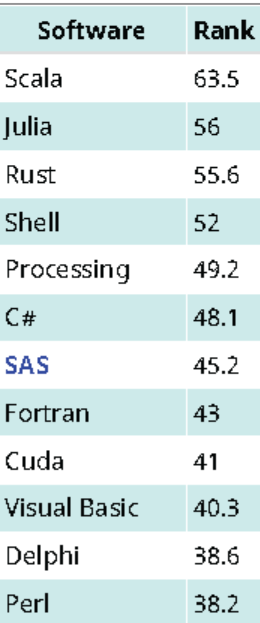 Software Rank
Scala 63.5
Julia 56
Rust 55.6
Shell 52
Processing 49.2
C# 48.1
SAS 45.2
Fortran 43
Cuda 41
Visual Basic 40.3
Delphi 38.6
Perl 38.2